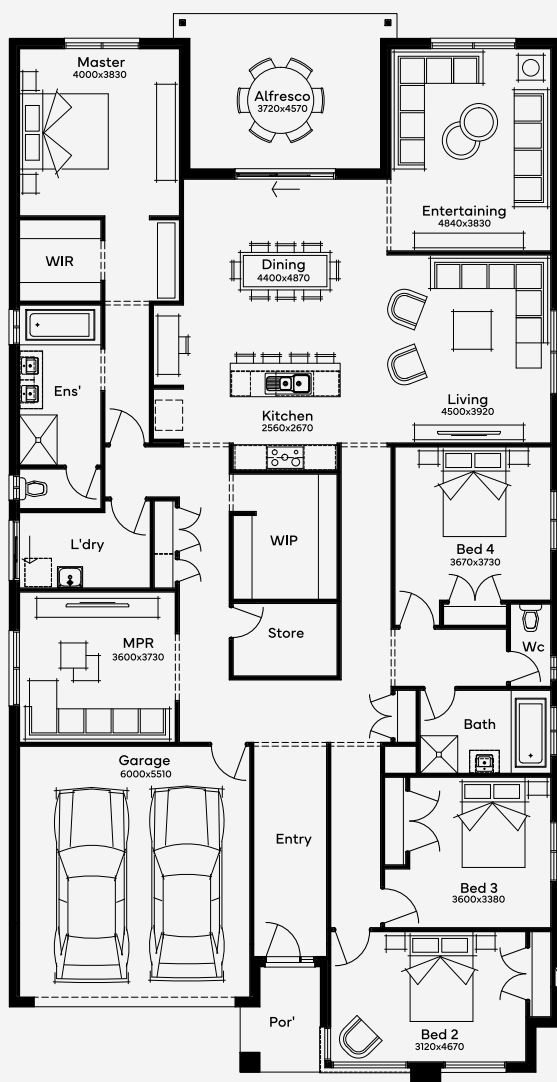 Master
4000x3830
Alfresco
3720x4570
Entertaining
4840x3830
WIR
Dining
4400x4870
Ens'
Living
4500x3920
Kitchen
2560x2670
L'dry
WIP
Bed 4
3670x3730
MPR
3600x3730
Store
Wc
Bath
Garage
6000x5510
Entry
Bed 3
3600x3380
Por'
Bed 2
3120x4670